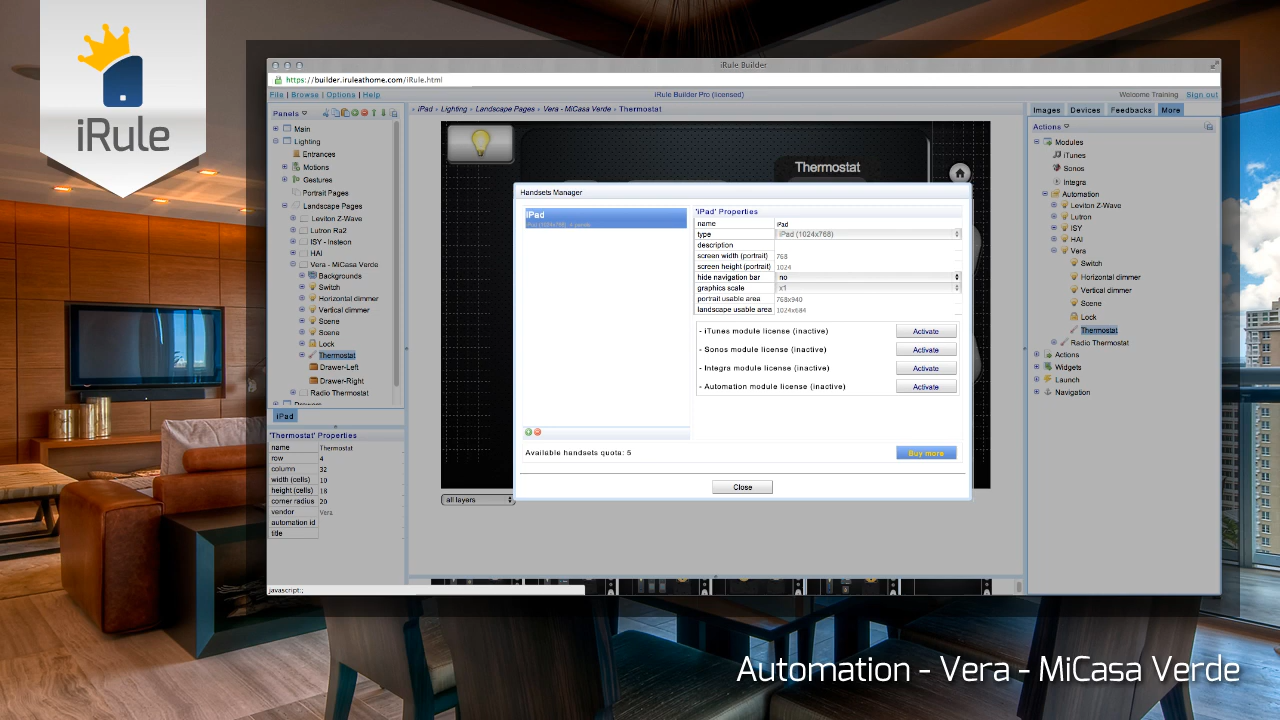 iRule
iRule Builder
https://builder.iruleathome.com/iRule.html
File | Browse | Options | Help
iRule Builder Pro (licensed)
Welcome Training
Sign out
Panels
Main
Lighting
Entrances
Motions
Gestures
Portrait Pages
Landscape Pages
Leviton Z-Wave
Lutron Ra2
ISY - Insteon
HAI
Vera - MiCasa Verde
Backgrounds
Switch
Horizontal dimmer
Vertical dimmer
Scene
Scene
Lock
Thermostat
Drawer-Left
Drawer-Right
Radio Thermostat
Drawers
iPad
'Thermostat' Properties
name Thermostat
row 4
column 32
width (cells) 10
height (cells) 18
corner radius 20
vendor Vera
automation id
title
› iPad › Lighting › Landscape Pages › Vera - MiCasa Verde › Thermostat
Thermostat
Handsets Manager
iPad
iPad (1024x768), 4 panels
'iPad' Properties
name iPad
type iPad (1024x768)
description
screen width (portrait) 768
screen height (portrait) 1024
hide navigation bar no
graphics scale x1
portrait usable area 768x940
landscape usable area 1024x684
- iTunes module license (inactive) Activate
- Sonos module license (inactive) Activate
- Integra module license (inactive) Activate
- Automation module license (inactive) Activate
Available handsets quota: 5
Buy more
Close
all layers
Images Devices Feedbacks More
Actions
Modules
iTunes
Sonos
Integra
Automation
Leviton Z-Wave
Lutron
ISY
HAI
Vera
Switch
Horizontal dimmer
Vertical dimmer
Scene
Lock
Thermostat
Radio Thermostat
Actions
Widgets
Launch
Navigation
javascript:;
Automation - Vera - MiCasa Verde